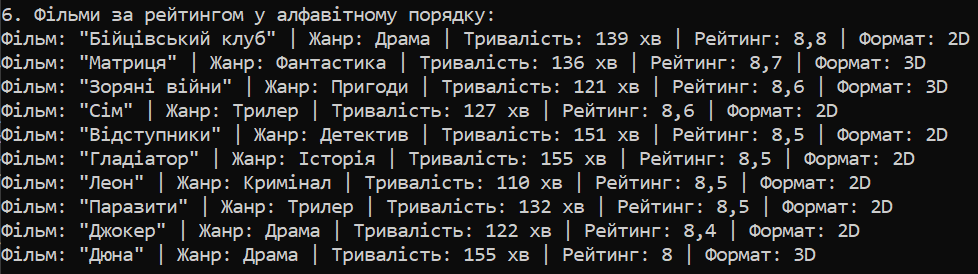 6. Фільми за рейтингом у алфавітному порядку:
Фільм: "Бійцівський клуб" | Жанр: Драма | Тривалість: 139 хв | Рейтинг: 8,8 | Формат: 2D
Фільм: "Матриця" | Жанр: Фантастика | Тривалість: 136 хв | Рейтинг: 8,7 | Формат: 3D
Фільм: "Зоряні війни" | Жанр: Пригоди | Тривалість: 121 хв | Рейтинг: 8,6 | Формат: 3D
Фільм: "Сім" | Жанр: Трилер | Тривалість: 127 хв | Рейтинг: 8,6 | Формат: 2D
Фільм: "Відступники" | Жанр: Детектив | Тривалість: 151 хв | Рейтинг: 8,5 | Формат: 2D
Фільм: "Гладіатор" | Жанр: Історія | Тривалість: 155 хв | Рейтинг: 8,5 | Формат: 2D
Фільм: "Леон" | Жанр: Кримінал | Тривалість: 110 хв | Рейтинг: 8,5 | Формат: 2D
Фільм: "Паразити" | Жанр: Трилер | Тривалість: 132 хв | Рейтинг: 8,5 | Формат: 2D
Фільм: "Джокер" | Жанр: Драма | Тривалість: 122 хв | Рейтинг: 8,4 | Формат: 2D
Фільм: "Дюна" | Жанр: Драма | Тривалість: 155 хв | Рейтинг: 8 | Формат: 3D